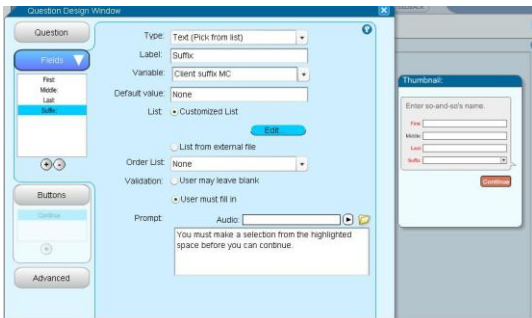 Question Design Window
Question
Fields
First:
Middle:
Last:
Suffix:
Buttons
Continue
Advanced
Type: Text (Pick from list)
Label: Suffix
Variable: Client suffix MC
Default value: None
List: Customized List
Edit...
List from external file
Order List: None
Validation: User may leave blank
User must fill in
Prompt: Audio:
You must make a selection from the highlighted
space before you can continue.
Thumbnail:
Enter so-and-so's name.
First:
Middle:
Last:
Suffix:
Continue